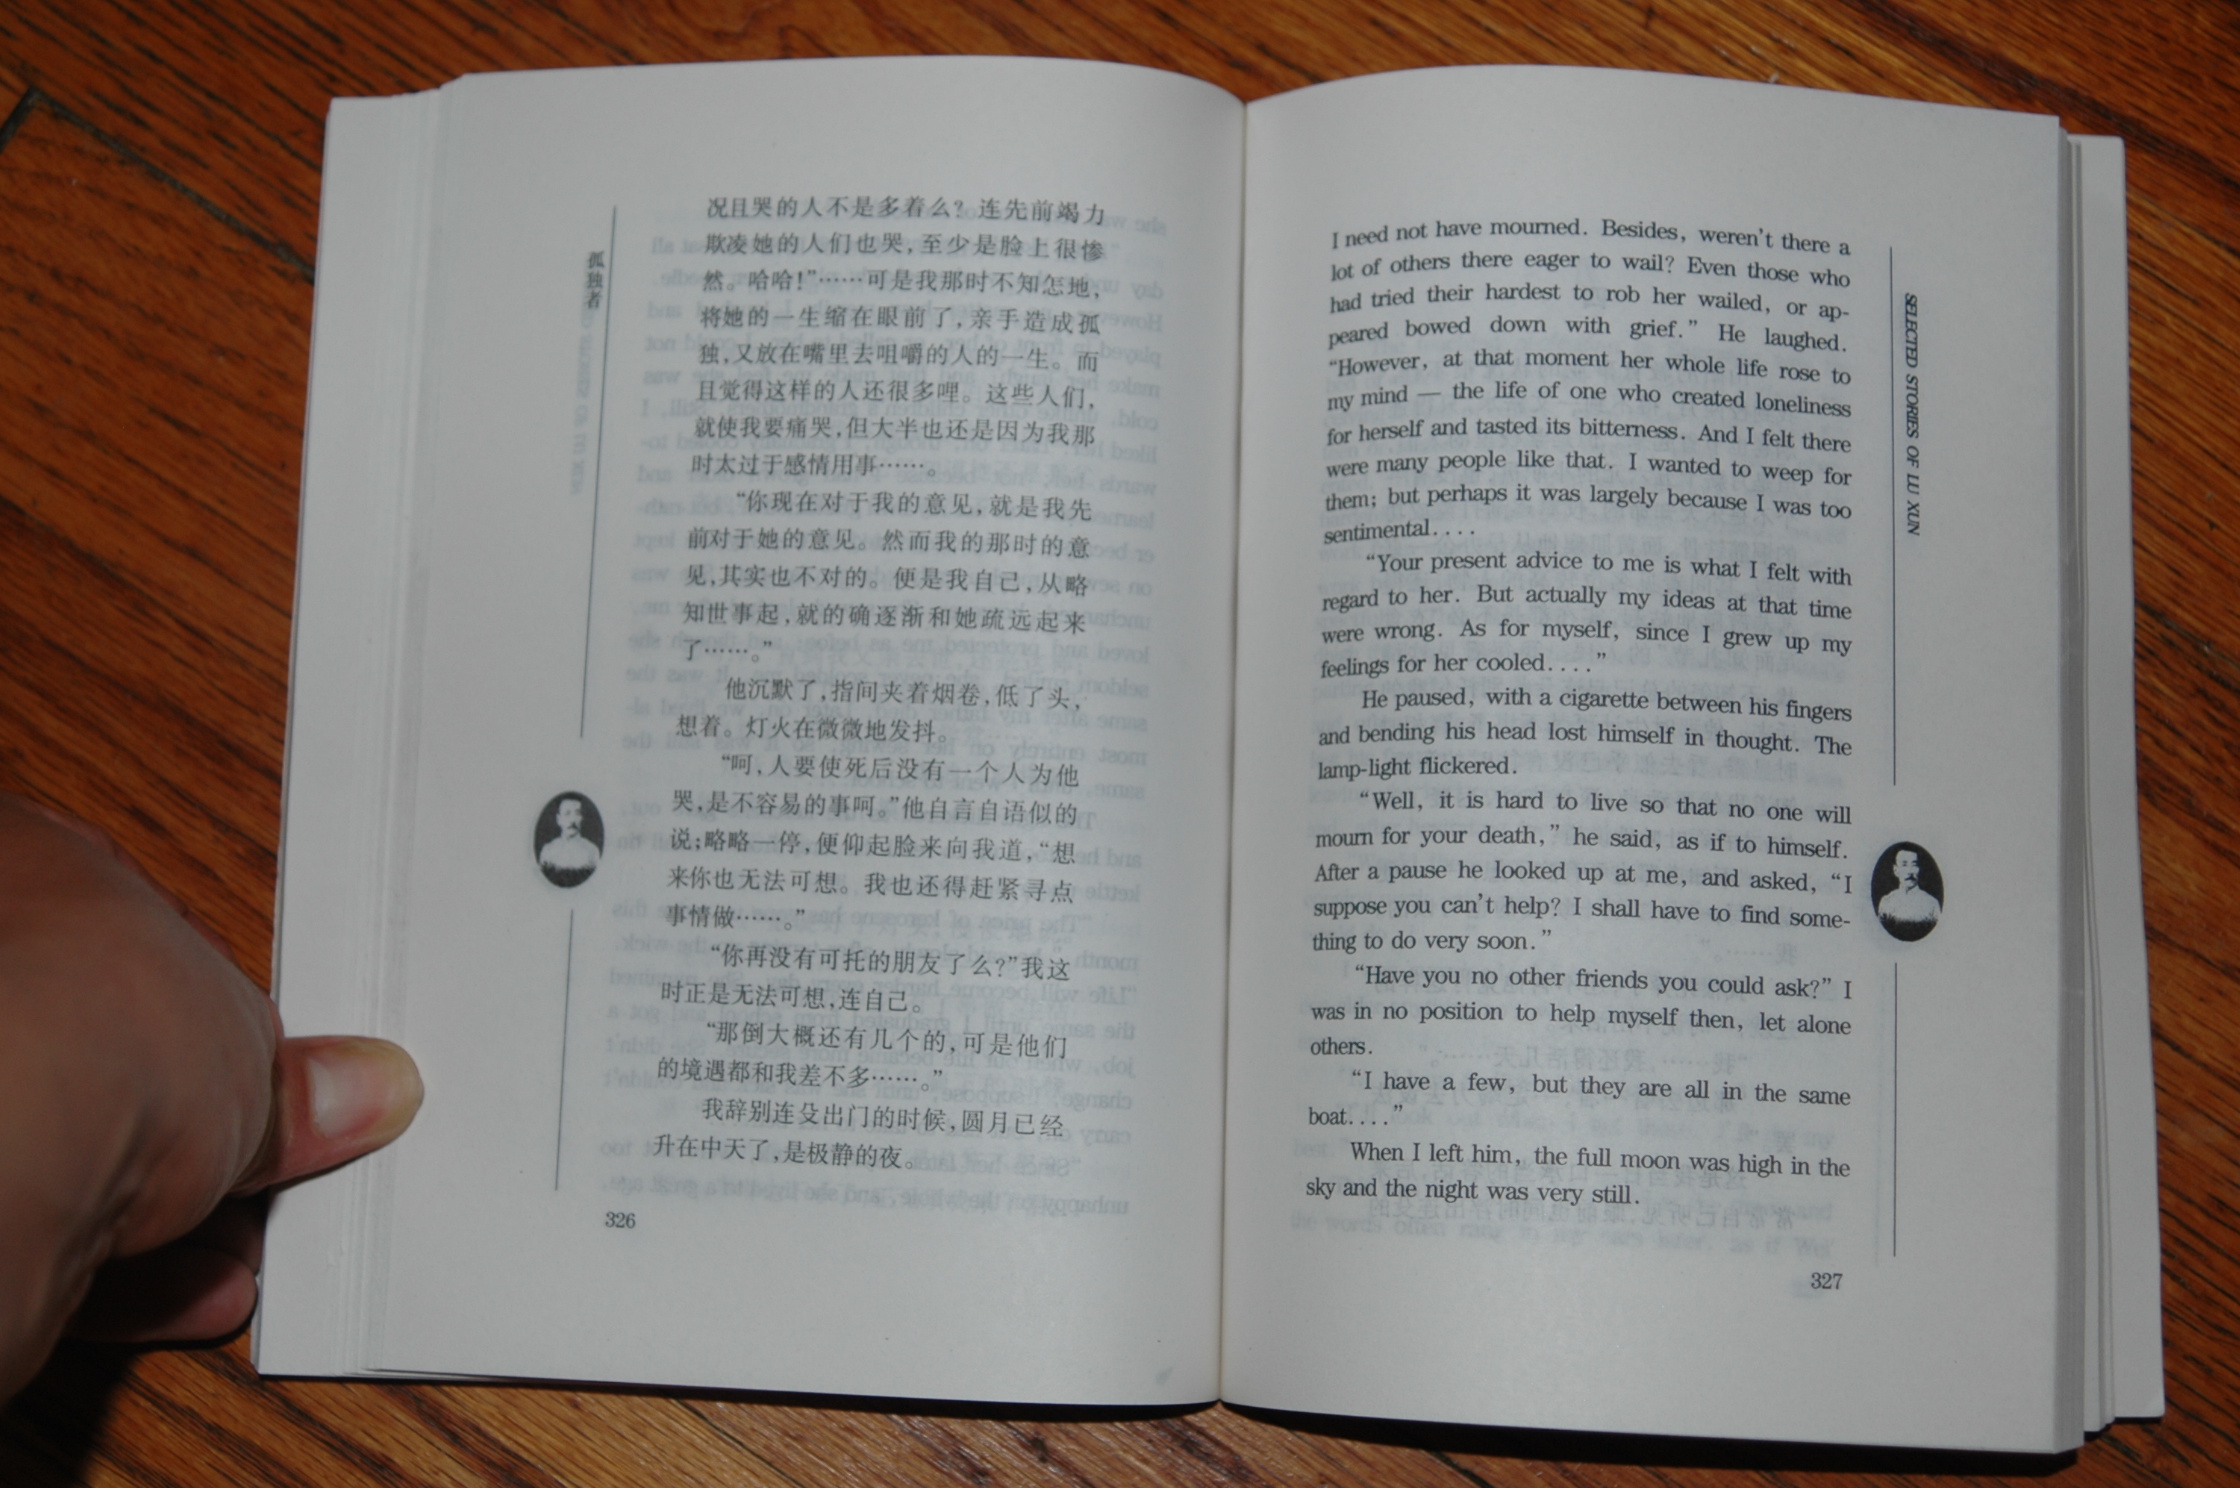 孤独者
况且哭的人不是多着么？连先前竭力
欺凌她的人们也哭，至少是脸上很惨
然。哈哈！”……可是我那时不知怎地，
将她的一生缩在眼前了，亲手造成孤
独，又放在嘴里去咀嚼的人的一生。而
且觉得这样的人还很多哩。这些人们，
就使我要痛哭，但大半也还是因为我那
时太过于感情用事……。
“你现在对于我的意见，就是我先
前对于她的意见。然而我的那时的意
见，其实也不对的。便是我自己，从略
知世事起，就的确逐渐和她疏远起来
了……。”
他沉默了，指间夹着烟卷，低了头，
想着。灯火在微微地发抖。
“呵，人要使死后没有一个人为他
哭，是不容易的事呵。”他自言自语似的
说；略略一停，便仰起脸来向我道，“想
来你也无法可想。我也还得赶紧寻点
事情做……。”
“你再没有可托的朋友了么？”我这
时正是无法可想，连自己。
“那倒大概还有几个的，可是他们
的境遇都和我差不多……。”
我辞别连殳出门的时候，圆月已经
升在中天了，是极静的夜。
326
I need not have mourned. Besides, weren't there a
lot of others there eager to wail? Even those who
had tried their hardest to rob her wailed, or ap-
peared bowed down with grief.” He laughed.
“However, at that moment her whole life rose to
my mind — the life of one who created loneliness
for herself and tasted its bitterness. And I felt there
were many people like that. I wanted to weep for
them; but perhaps it was largely because I was too
sentimental....
“Your present advice to me is what I felt with
regard to her. But actually my ideas at that time
were wrong. As for myself, since I grew up my
feelings for her cooled....”
He paused, with a cigarette between his fingers
and bending his head lost himself in thought. The
lamp-light flickered.
“Well, it is hard to live so that no one will
mourn for your death,” he said, as if to himself.
After a pause he looked up at me, and asked, “I
suppose you can't help? I shall have to find some-
thing to do very soon.”
“Have you no other friends you could ask?” I
was in no position to help myself then, let alone
others.
“I have a few, but they are all in the same
boat....”
When I left him, the full moon was high in the
sky and the night was very still.
SELECTED STORIES OF LU XUN
327